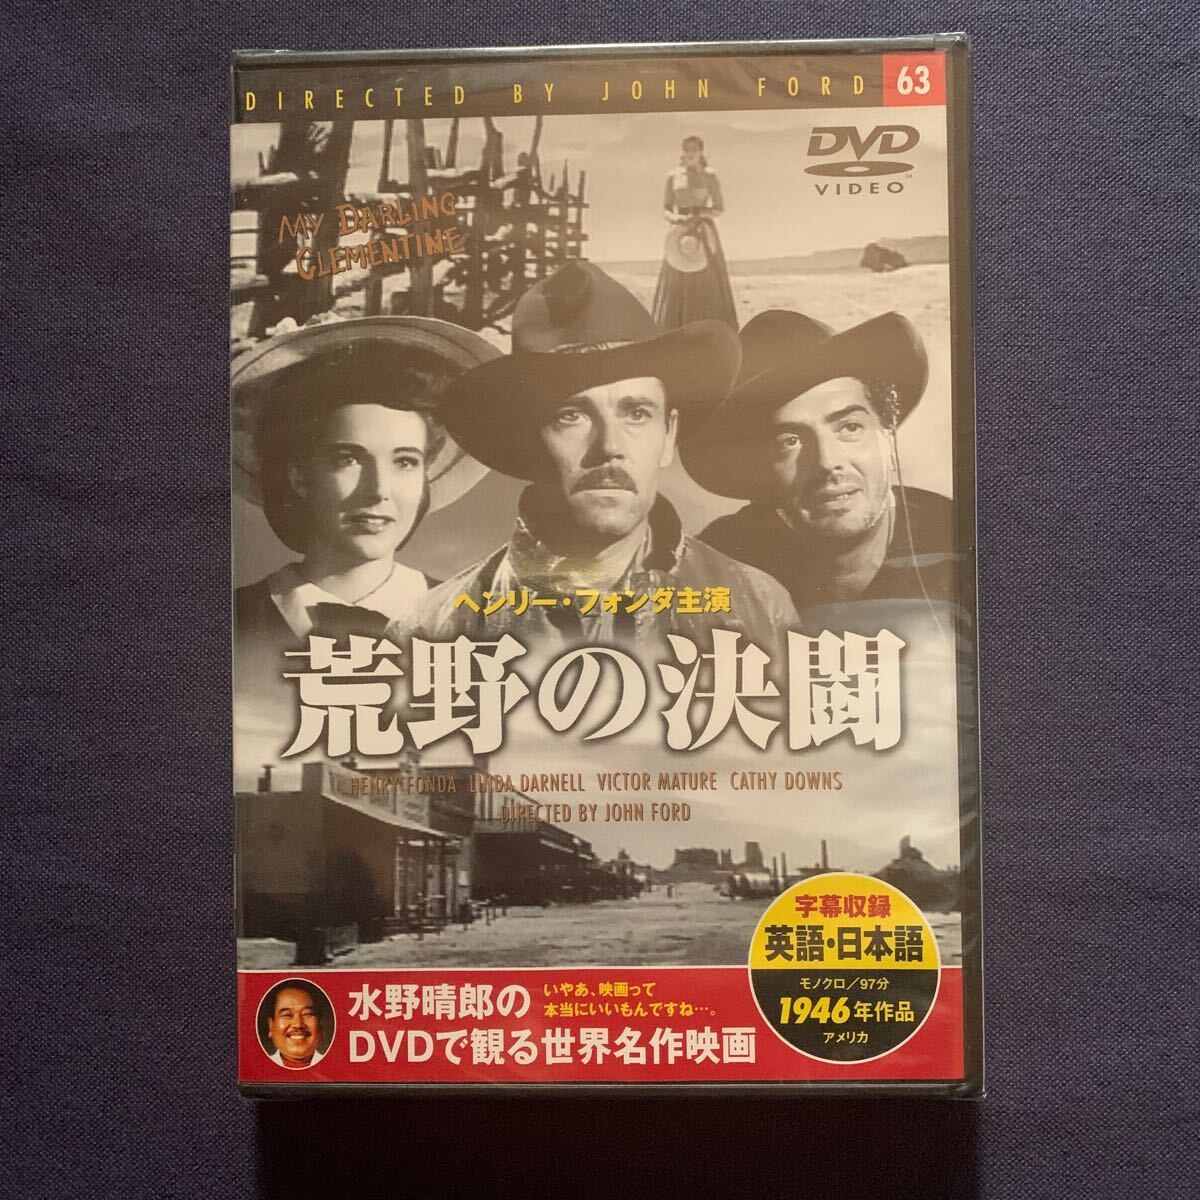 DIRECTED BY JOHN FORD
63
DVD
VIDEO
TM
MY DARLING
CLEMENTINE
ヘンリー・フォンダ主演
荒野の決闘
HENRY FONDA LINDA DARNELL VICTOR MATURE CATHY DOWNS
DIRECTED BY JOHN FORD
字幕収録
英語・日本語
モノクロ/97分
1946年作品
アメリカ
水野晴郎の
いやあ、映画って
本当にいいもんですね…。
DVDで観る世界名作映画